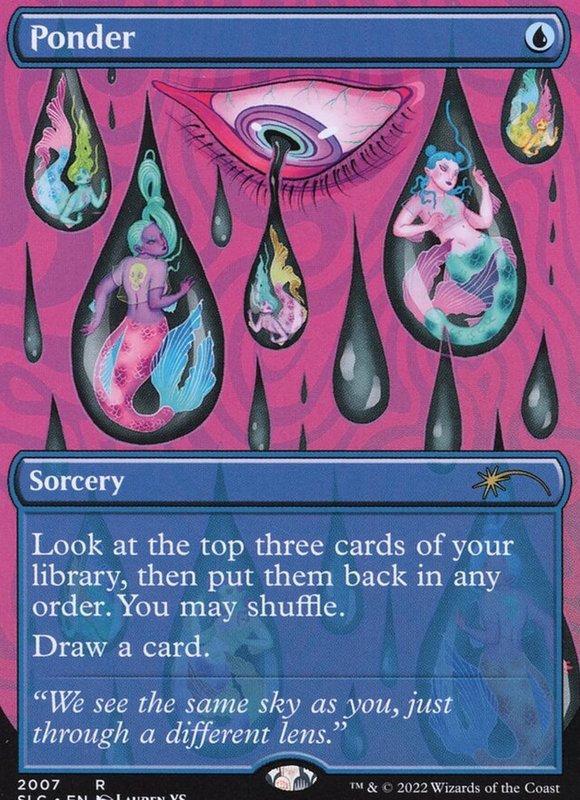 Ponder
Sorcery
Look at the top three cards of your
library, then put them back in any
order. You may shuffle.
Draw a card.
“We see the same sky as you, just
through a different lens.”
2007 R
SLC • EN LAUREN YS
™ & © 2022 Wizards of the Coast